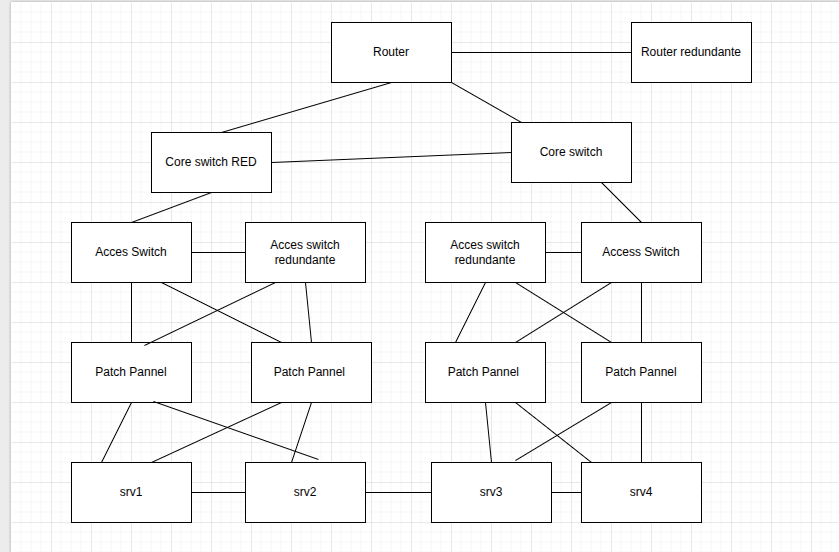 Router
Router redundante
Core switch RED
Core switch
Acces Switch
Acces switch
redundante
Acces switch
redundante
Access Switch
Patch Pannel
Patch Pannel
Patch Pannel
Patch Pannel
srv1
srv2
srv3
srv4